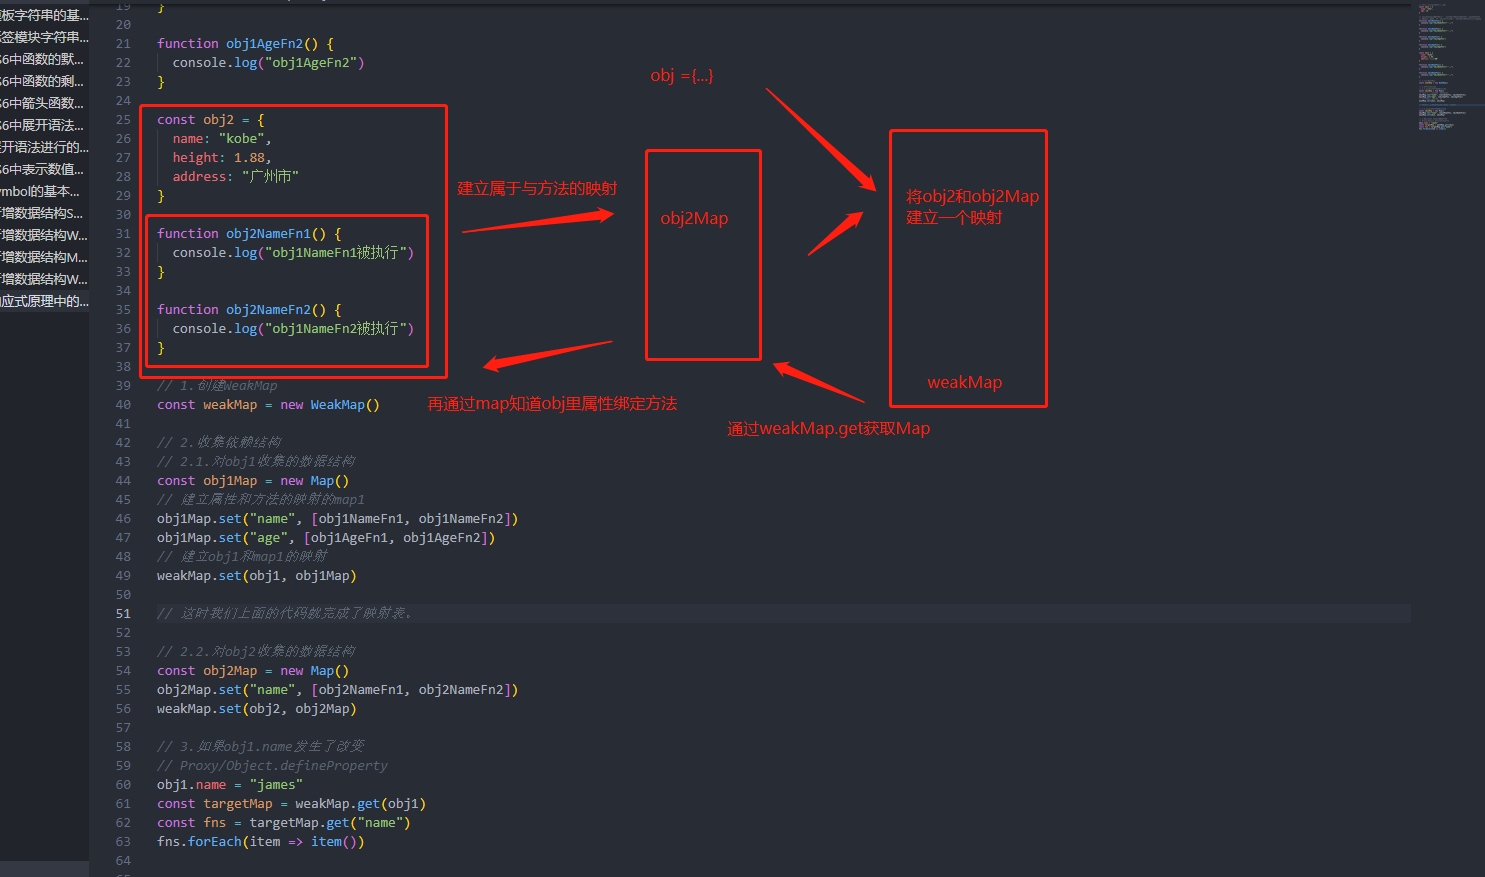 模板字符串的基...
标签模块字符串...
S6中函数的默...
S6中函数的剩...
S6中箭头函数...
S6中展开语法...
展开语法进行的...
S6中表示数值...
ymbol的基本...
新增数据结构S...
新增数据结构W...
新增数据结构M...
新增数据结构W...
响应式原理中的...
19 }
20
21 function obj1AgeFn2() {
22 console.log("obj1AgeFn2")
23 }
24
25 const obj2 = {
26 name: "kobe",
27 height: 1.88,
28 address: "广州市"
29 }
30
31 function obj2NameFn1() {
32 console.log("obj1NameFn1被执行")
33 }
34
35 function obj2NameFn2() {
36 console.log("obj1NameFn2被执行")
37 }
38
39 // 1.创建WeakMap
40 const weakMap = new WeakMap()
41
42 // 2.收集依赖结构
43 // 2.1.对obj1收集的数据结构
44 const obj1Map = new Map()
45 // 建立属性和方法的映射的map1
46 obj1Map.set("name", [obj1NameFn1, obj1NameFn2])
47 obj1Map.set("age", [obj1AgeFn1, obj1AgeFn2])
48 // 建立obj1和map1的映射
49 weakMap.set(obj1, obj1Map)
50
51 // 这时我们上面的代码就完成了映射表。
52
53 // 2.2.对obj2收集的数据结构
54 const obj2Map = new Map()
55 obj2Map.set("name", [obj2NameFn1, obj2NameFn2])
56 weakMap.set(obj2, obj2Map)
57
58 // 3.如果obj1.name发生了改变
59 // Proxy/Object.defineProperty
60 obj1.name = "james"
61 const targetMap = weakMap.get(obj1)
62 const fns = targetMap.get("name")
63 fns.forEach(item => item())
64
obj ={...}
建立属于与方法的映射
obj2Map
将obj2和obj2Map
建立一个映射
weakMap
再通过map知道obj里属性绑定方法
通过weakMap.get获取Map